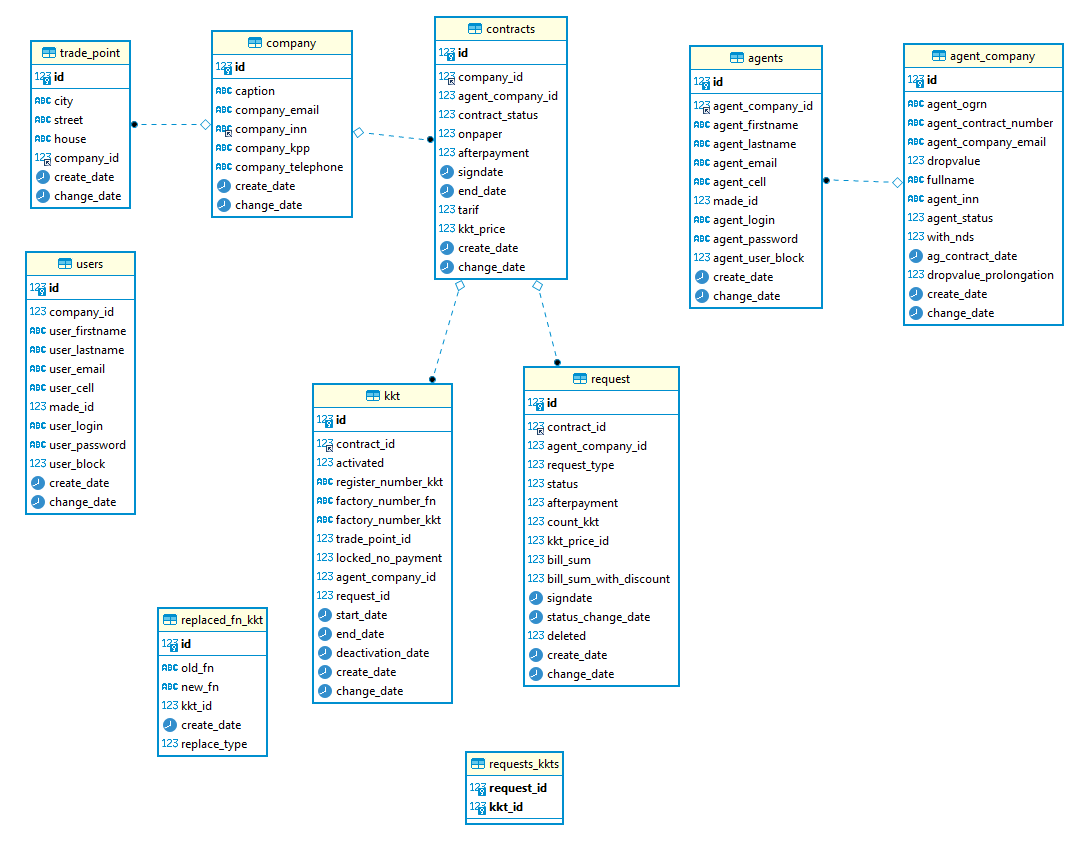 trade_point
123 id
ABC city
ABC street
ABC house
123 company_id
create_date
change_date
company
123 id
ABC caption
ABC company_email
ABC company_inn
ABC company_kpp
ABC company_telephone
create_date
change_date
contracts
123 id
123 company_id
123 agent_company_id
123 contract_status
123 onpaper
123 afterpayment
signdate
end_date
123 tarif
123 kkt_price
create_date
change_date
agents
123 id
123 agent_company_id
ABC agent_firstname
ABC agent_lastname
ABC agent_email
ABC agent_cell
123 made_id
ABC agent_login
ABC agent_password
123 agent_user_block
create_date
change_date
agent_company
123 id
ABC agent_ogrn
ABC agent_contract_number
ABC agent_company_email
123 dropvalue
ABC fullname
ABC agent_inn
123 agent_status
123 with_nds
ag_contract_date
123 dropvalue_prolongation
create_date
change_date
users
123 id
123 company_id
ABC user_firstname
ABC user_lastname
ABC user_email
ABC user_cell
123 made_id
ABC user_login
ABC user_password
123 user_block
create_date
change_date
kkt
123 id
123 contract_id
123 activated
ABC register_number_kkt
ABC factory_number_fn
ABC factory_number_kkt
123 trade_point_id
123 locked_no_payment
123 agent_company_id
123 request_id
start_date
end_date
deactivation_date
create_date
change_date
request
123 id
123 contract_id
123 agent_company_id
123 request_type
123 status
123 afterpayment
123 count_kkt
123 kkt_price_id
123 bill_sum
123 bill_sum_with_discount
signdate
status_change_date
123 deleted
create_date
change_date
replaced_fn_kkt
123 id
ABC old_fn
ABC new_fn
123 kkt_id
create_date
123 replace_type
requests_kkts
123 request_id
123 kkt_id